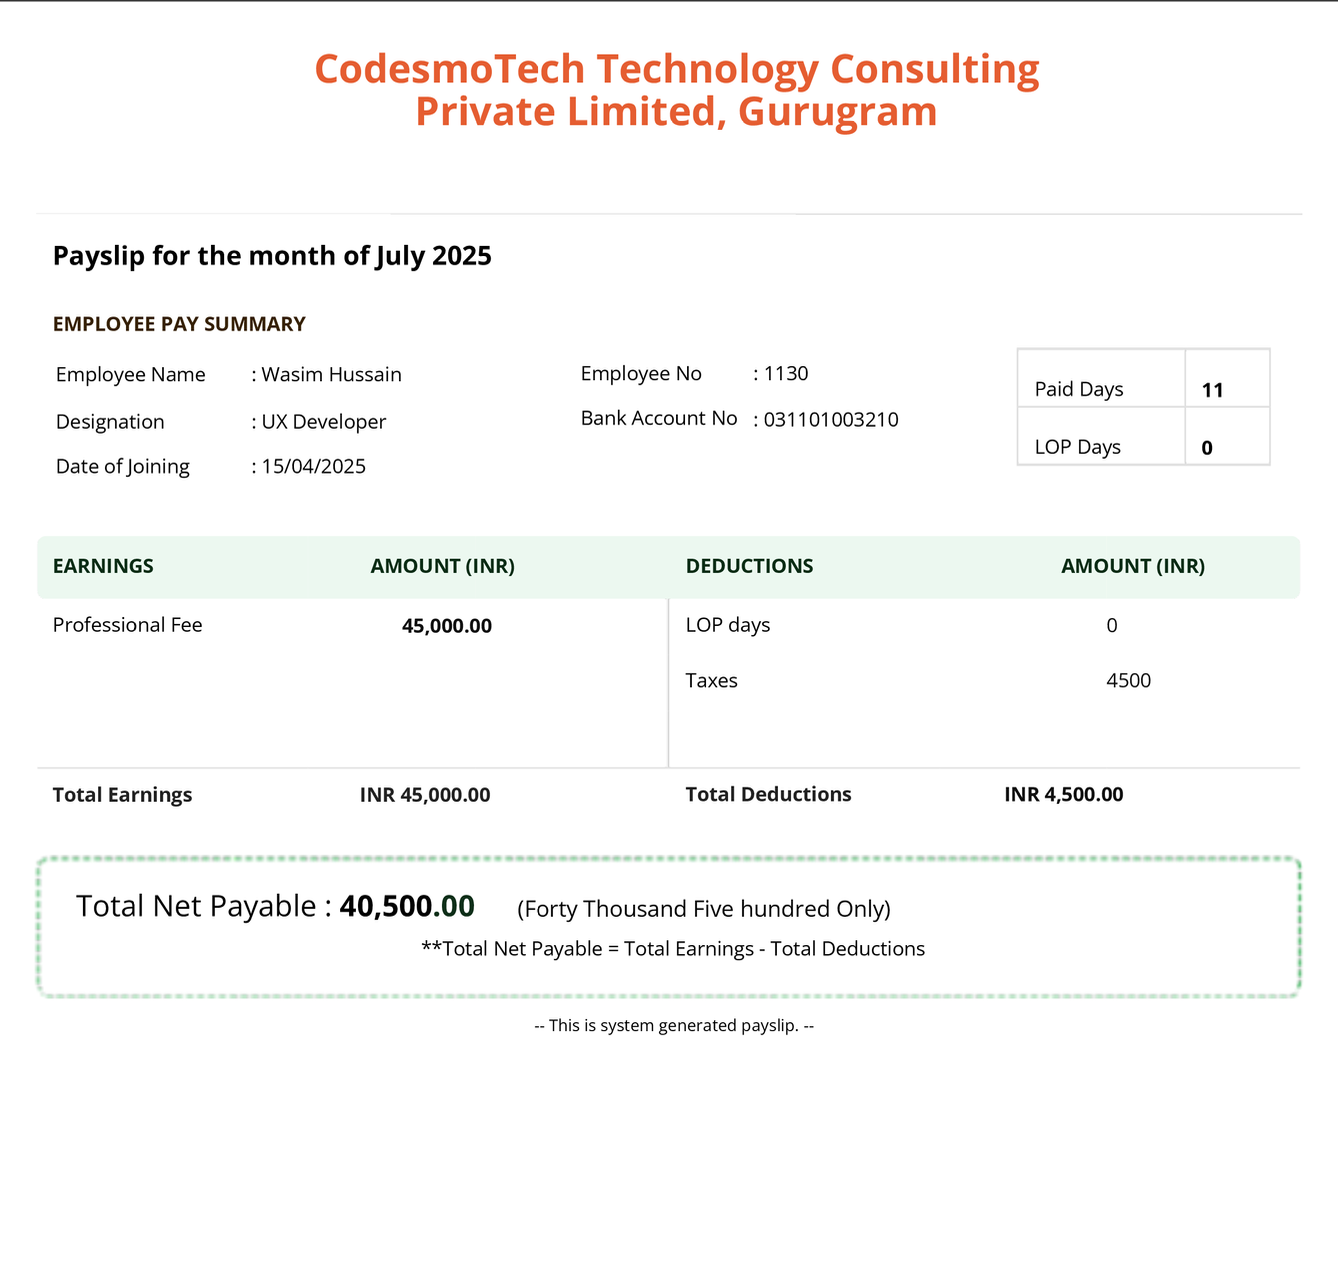 CodesmoTech Technology Consulting
Private Limited, Gurugram
Payslip for the month of July 2025
EMPLOYEE PAY SUMMARY
Employee Name : Wasim Hussain Employee No : 1130 Paid Days 11
Designation : UX Developer Bank Account No : 031101003210 LOP Days 0
Date of Joining : 15/04/2025
EARNINGS AMOUNT (INR) DEDUCTIONS AMOUNT (INR)
Professional Fee 45,000.00 LOP days 0
Taxes 4500
Total Earnings INR 45,000.00 Total Deductions INR 4,500.00
Total Net Payable : 40,500.00 (Forty Thousand Five hundred Only)
**Total Net Payable = Total Earnings - Total Deductions
-- This is system generated payslip. --